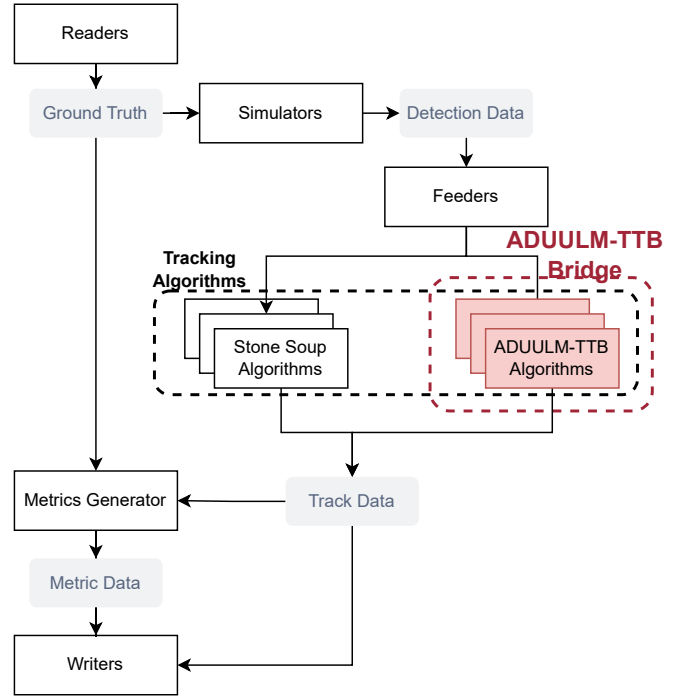 Readers
Ground Truth
Simulators
Detection Data
Feeders
ADUULM-TTB
Bridge
Tracking
Algorithms
Stone Soup
Algorithms
ADUULM-TTB
Algorithms
Metrics Generator
Track Data
Metric Data
Writers